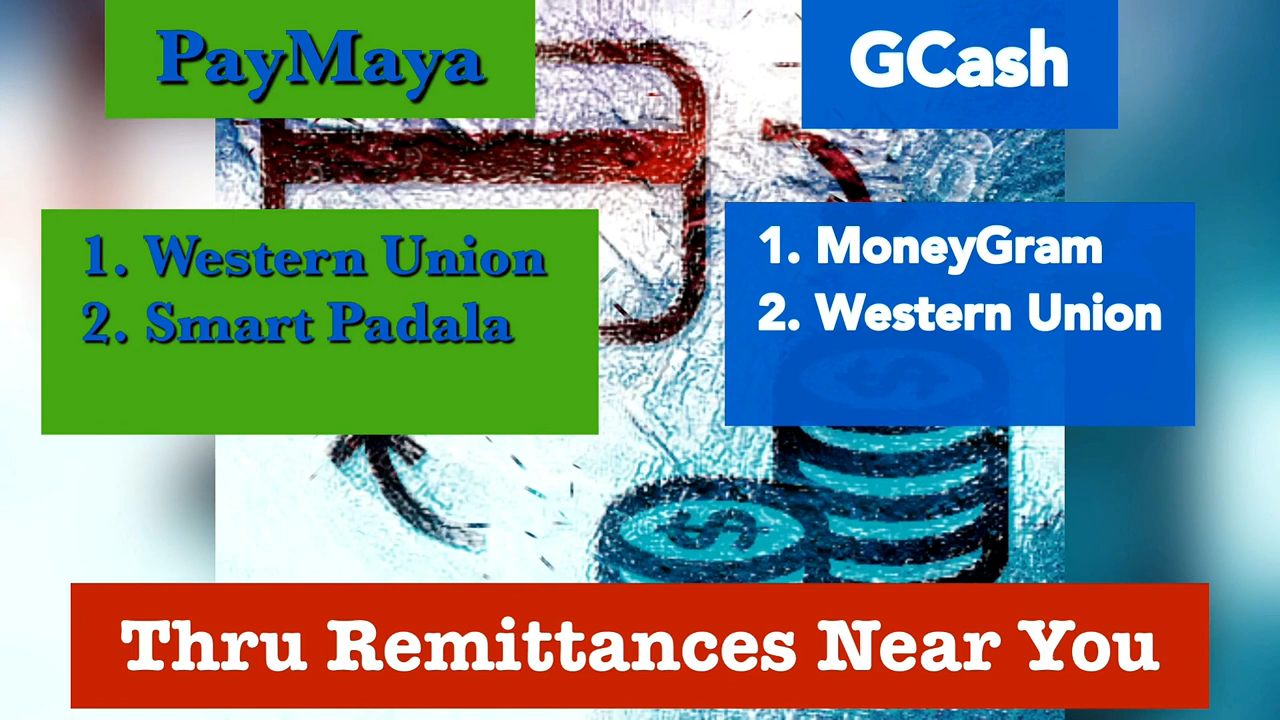 PayMaya
GCash
1. Western Union
2. Smart Padala
1. MoneyGram
2. Western Union
Thru Remittances Near You